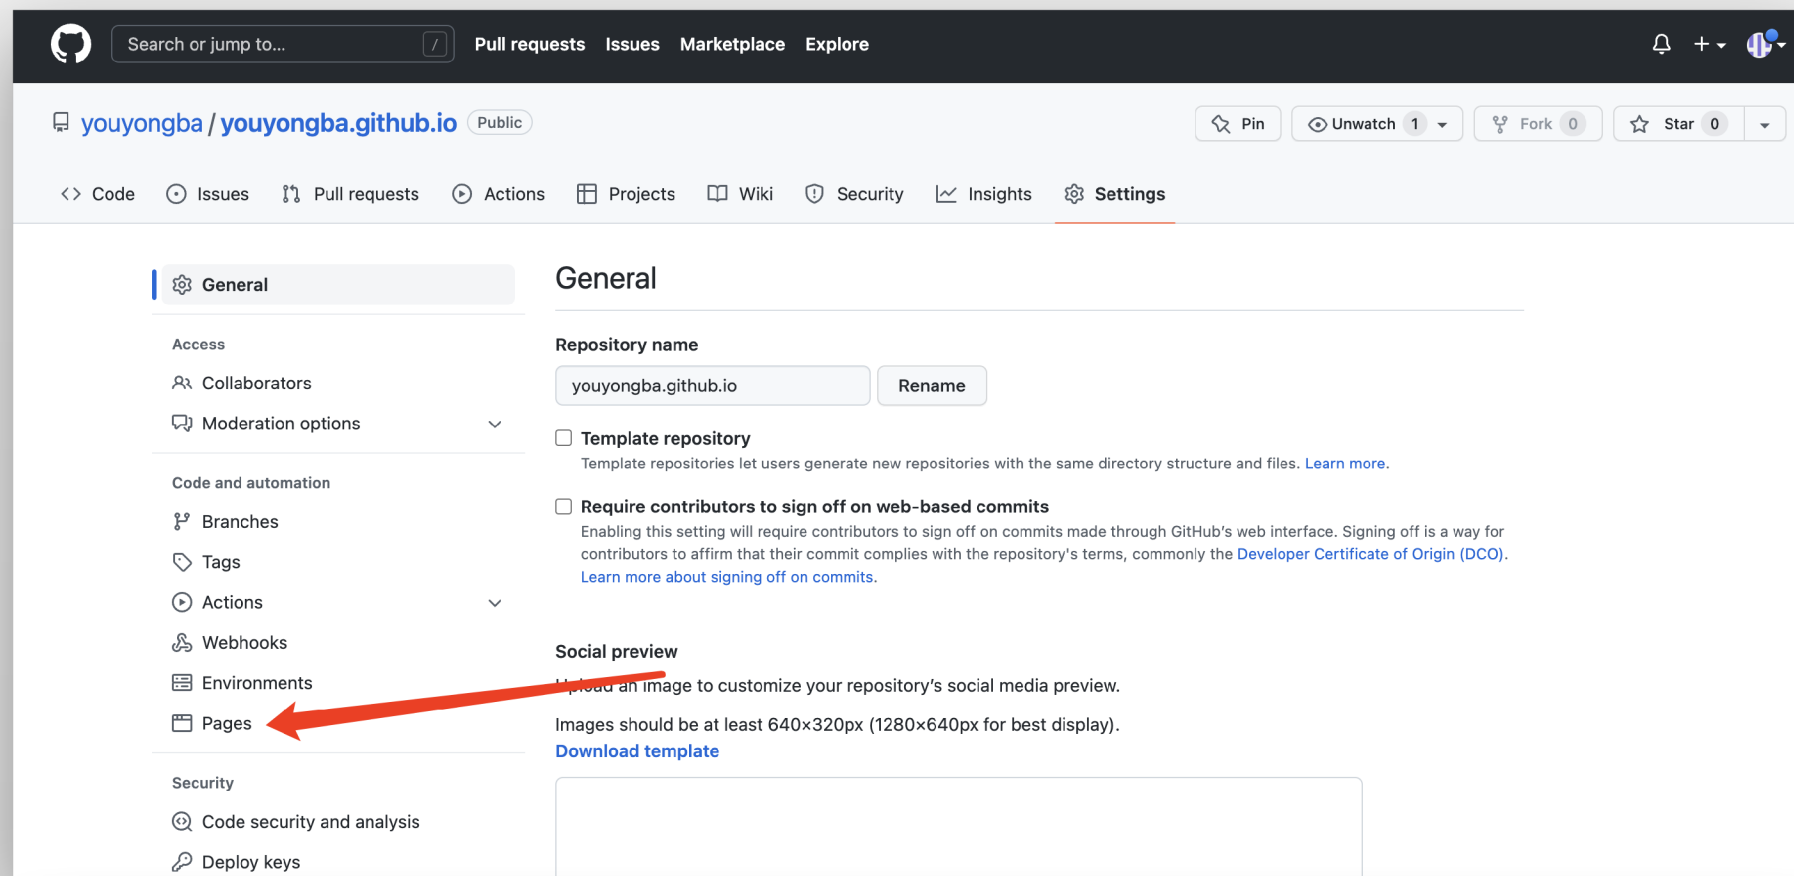 Search or jump to... /
Pull requests Issues Marketplace Explore
youyongba / youyongba.github.io Public
Pin Unwatch 1 Fork 0 Star 0
Code Issues Pull requests Actions Projects Wiki Security Insights Settings
General
Access
Collaborators
Moderation options
Code and automation
Branches
Tags
Actions
Webhooks
Environments
Pages
Security
Code security and analysis
Deploy keys
General
Repository name
youyongba.github.io Rename
Template repository
Template repositories let users generate new repositories with the same directory structure and files. Learn more.
Require contributors to sign off on web-based commits
Enabling this setting will require contributors to sign off on commits made through GitHub’s web interface. Signing off is a way for
contributors to affirm that their commit complies with the repository's terms, commonly the Developer Certificate of Origin (DCO).
Learn more about signing off on commits.
Social preview
Upload an image to customize your repository’s social media preview.
Images should be at least 640×320px (1280×640px for best display).
Download template